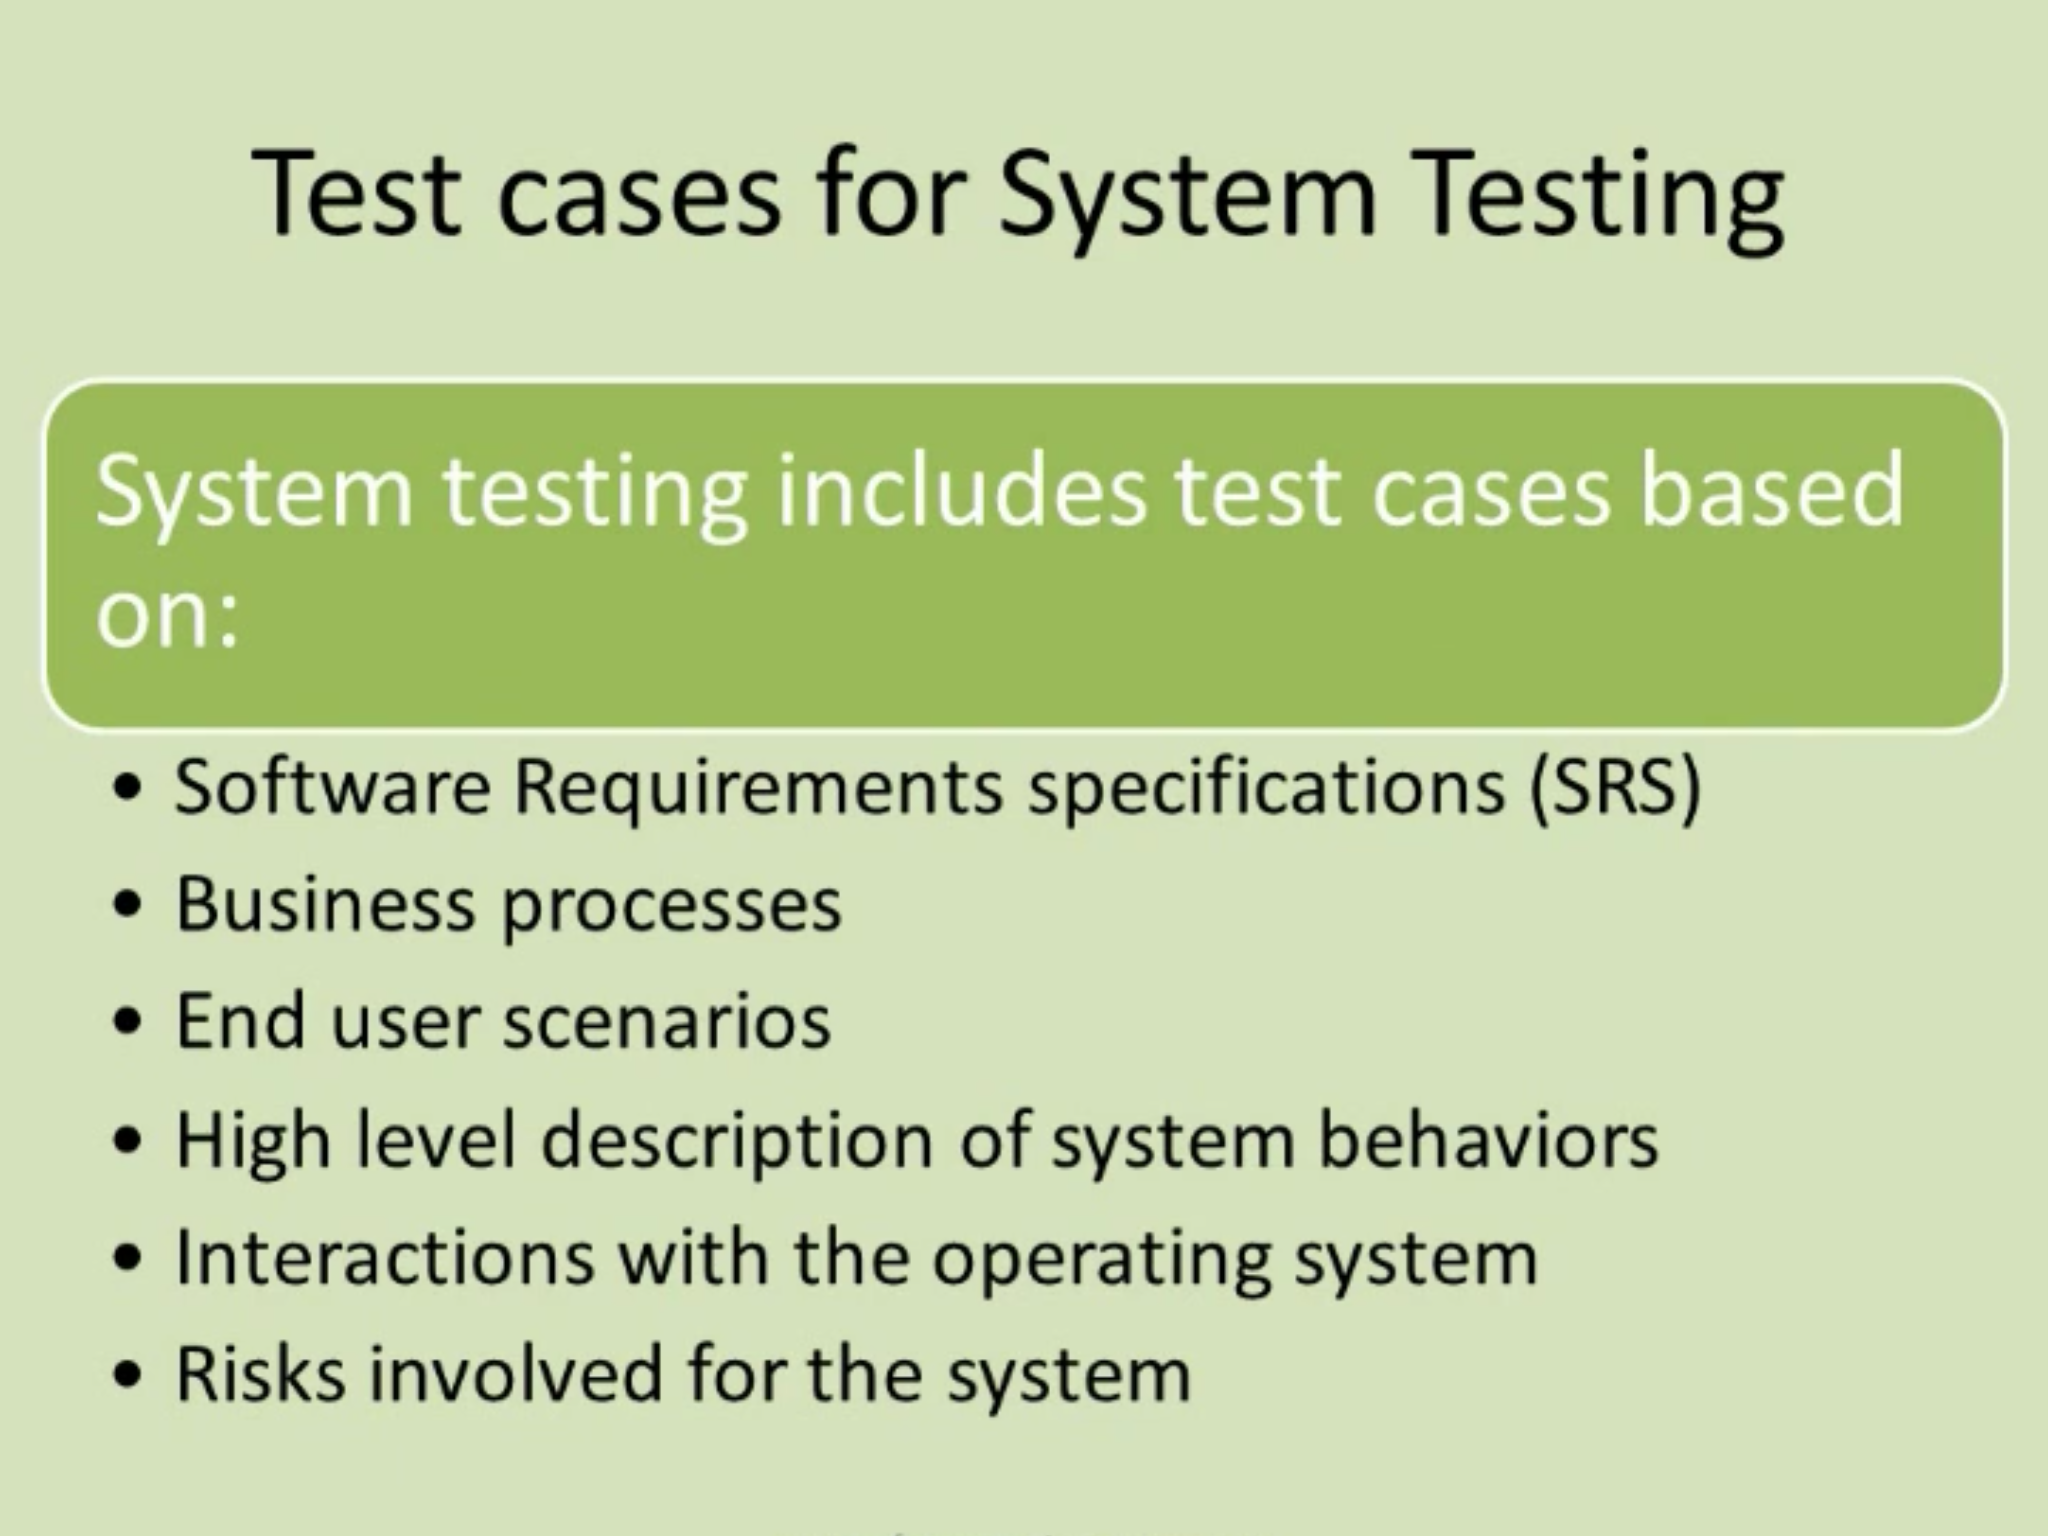 Test cases for System Testing
System testing includes test cases based
on:
• Software Requirements specifications (SRS)
• Business processes
• End user scenarios
• High level description of system behaviors
• Interactions with the operating system
• Risks involved for the system